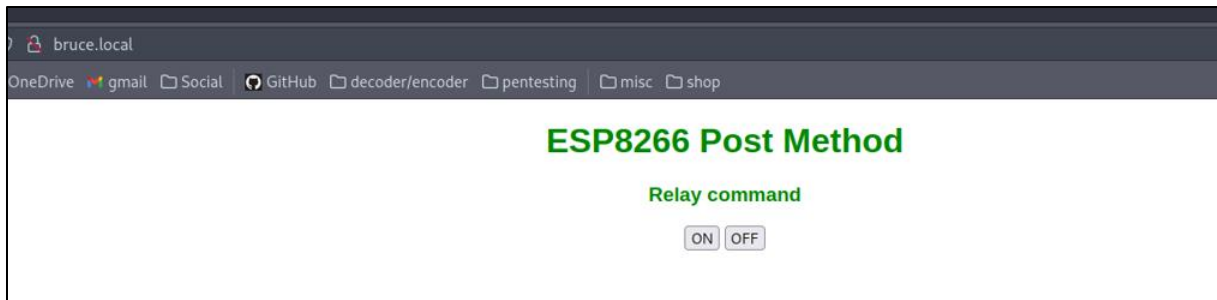 bruce.local
OneDrive gmail Social GitHub decoder/encoder pentesting misc shop
ESP8266 Post Method
Relay command
ON OFF